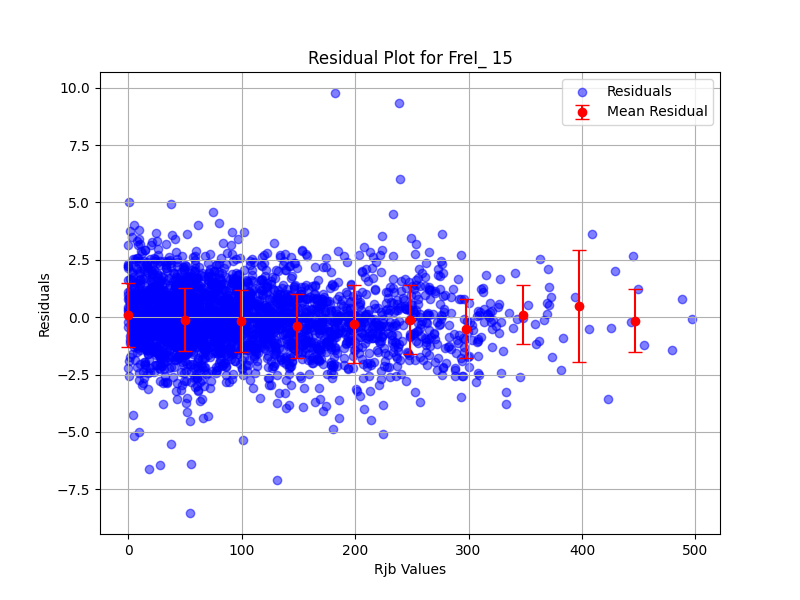 Residual Plot for FreI_ 15
Residuals
Mean Residual
10.0
7.5
5.0
2.5
0.0
−2.5
−5.0
−7.5
Residuals
0 100 200 300 400 500
Rjb Values